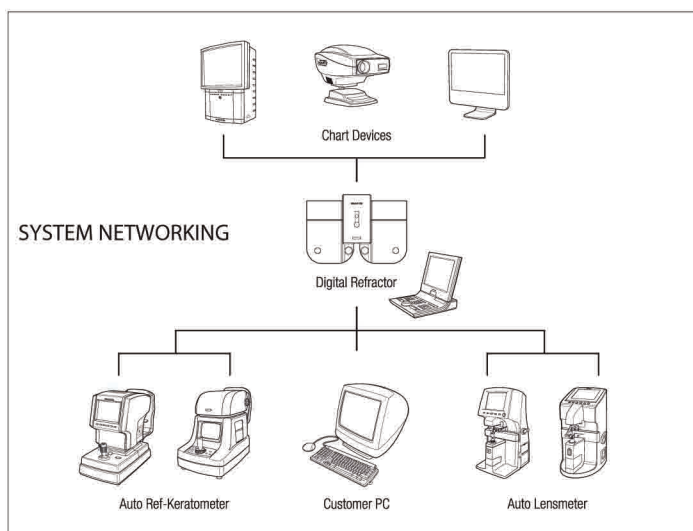 Chart Devices
SYSTEM NETWORKING
Digital Refractor
Auto Ref-Keratometer
Customer PC
Auto Lensmeter